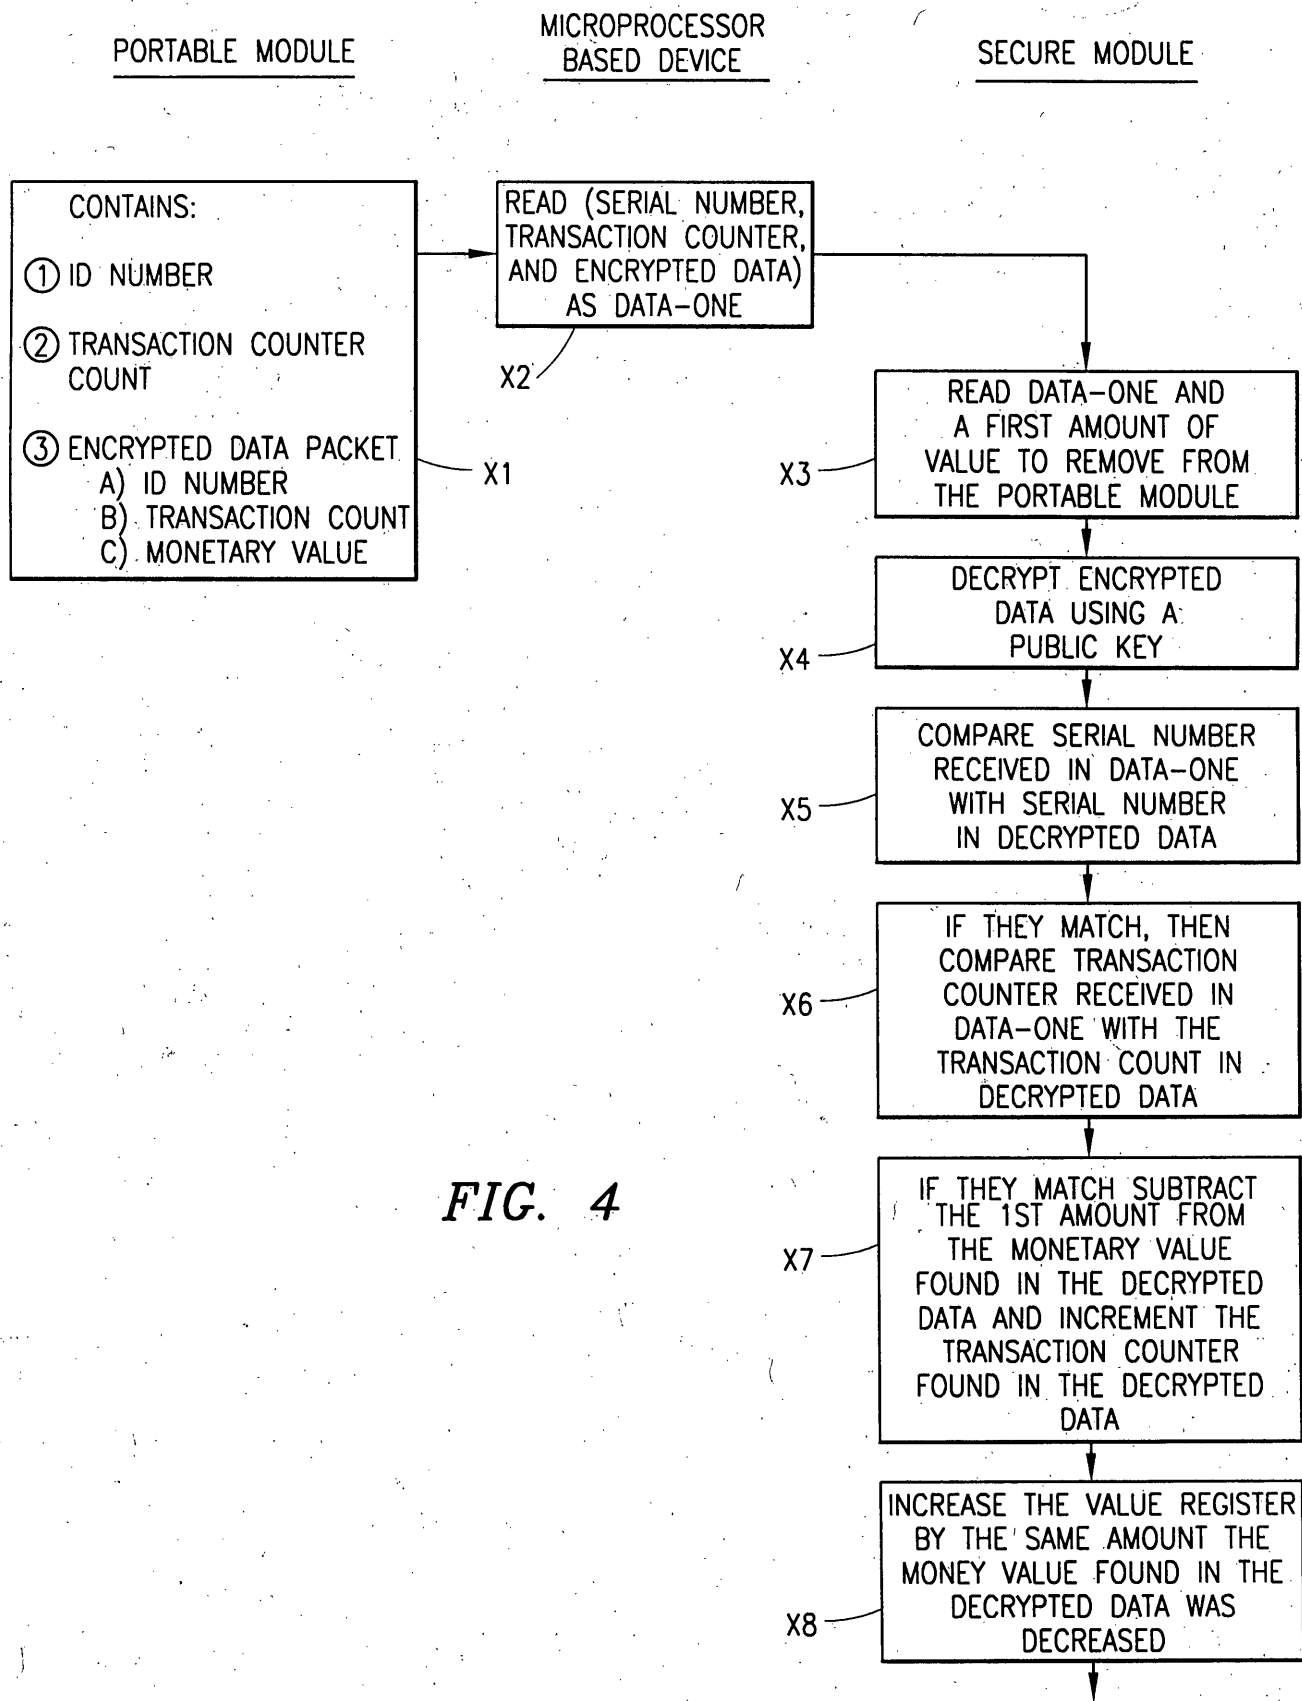 PORTABLE MODULE
MICROPROCESSOR
BASED DEVICE
SECURE MODULE
CONTAINS:
① ID NUMBER
② TRANSACTION COUNTER
COUNT
③ ENCRYPTED DATA PACKET
A) ID NUMBER
B) TRANSACTION COUNT
C) MONETARY VALUE
X1
READ (SERIAL NUMBER,
TRANSACTION COUNTER,
AND ENCRYPTED DATA)
AS DATA-ONE
X2
READ DATA-ONE AND
A FIRST AMOUNT OF
VALUE TO REMOVE FROM
THE PORTABLE MODULE
X3
DECRYPT ENCRYPTED
DATA USING A
PUBLIC KEY
X4
COMPARE SERIAL NUMBER
RECEIVED IN DATA-ONE
WITH SERIAL NUMBER
IN DECRYPTED DATA
X5
IF THEY MATCH, THEN
COMPARE TRANSACTION
COUNTER RECEIVED IN
DATA-ONE WITH THE
TRANSACTION COUNT IN
DECRYPTED DATA
X6
IF THEY MATCH SUBTRACT
THE 1ST AMOUNT FROM
THE MONETARY VALUE
FOUND IN THE DECRYPTED
DATA AND INCREMENT THE
TRANSACTION COUNTER
FOUND IN THE DECRYPTED
DATA
X7
INCREASE THE VALUE REGISTER
BY THE SAME AMOUNT THE
MONEY VALUE FOUND IN THE
DECRYPTED DATA WAS
DECREASED
X8
FIG. 4